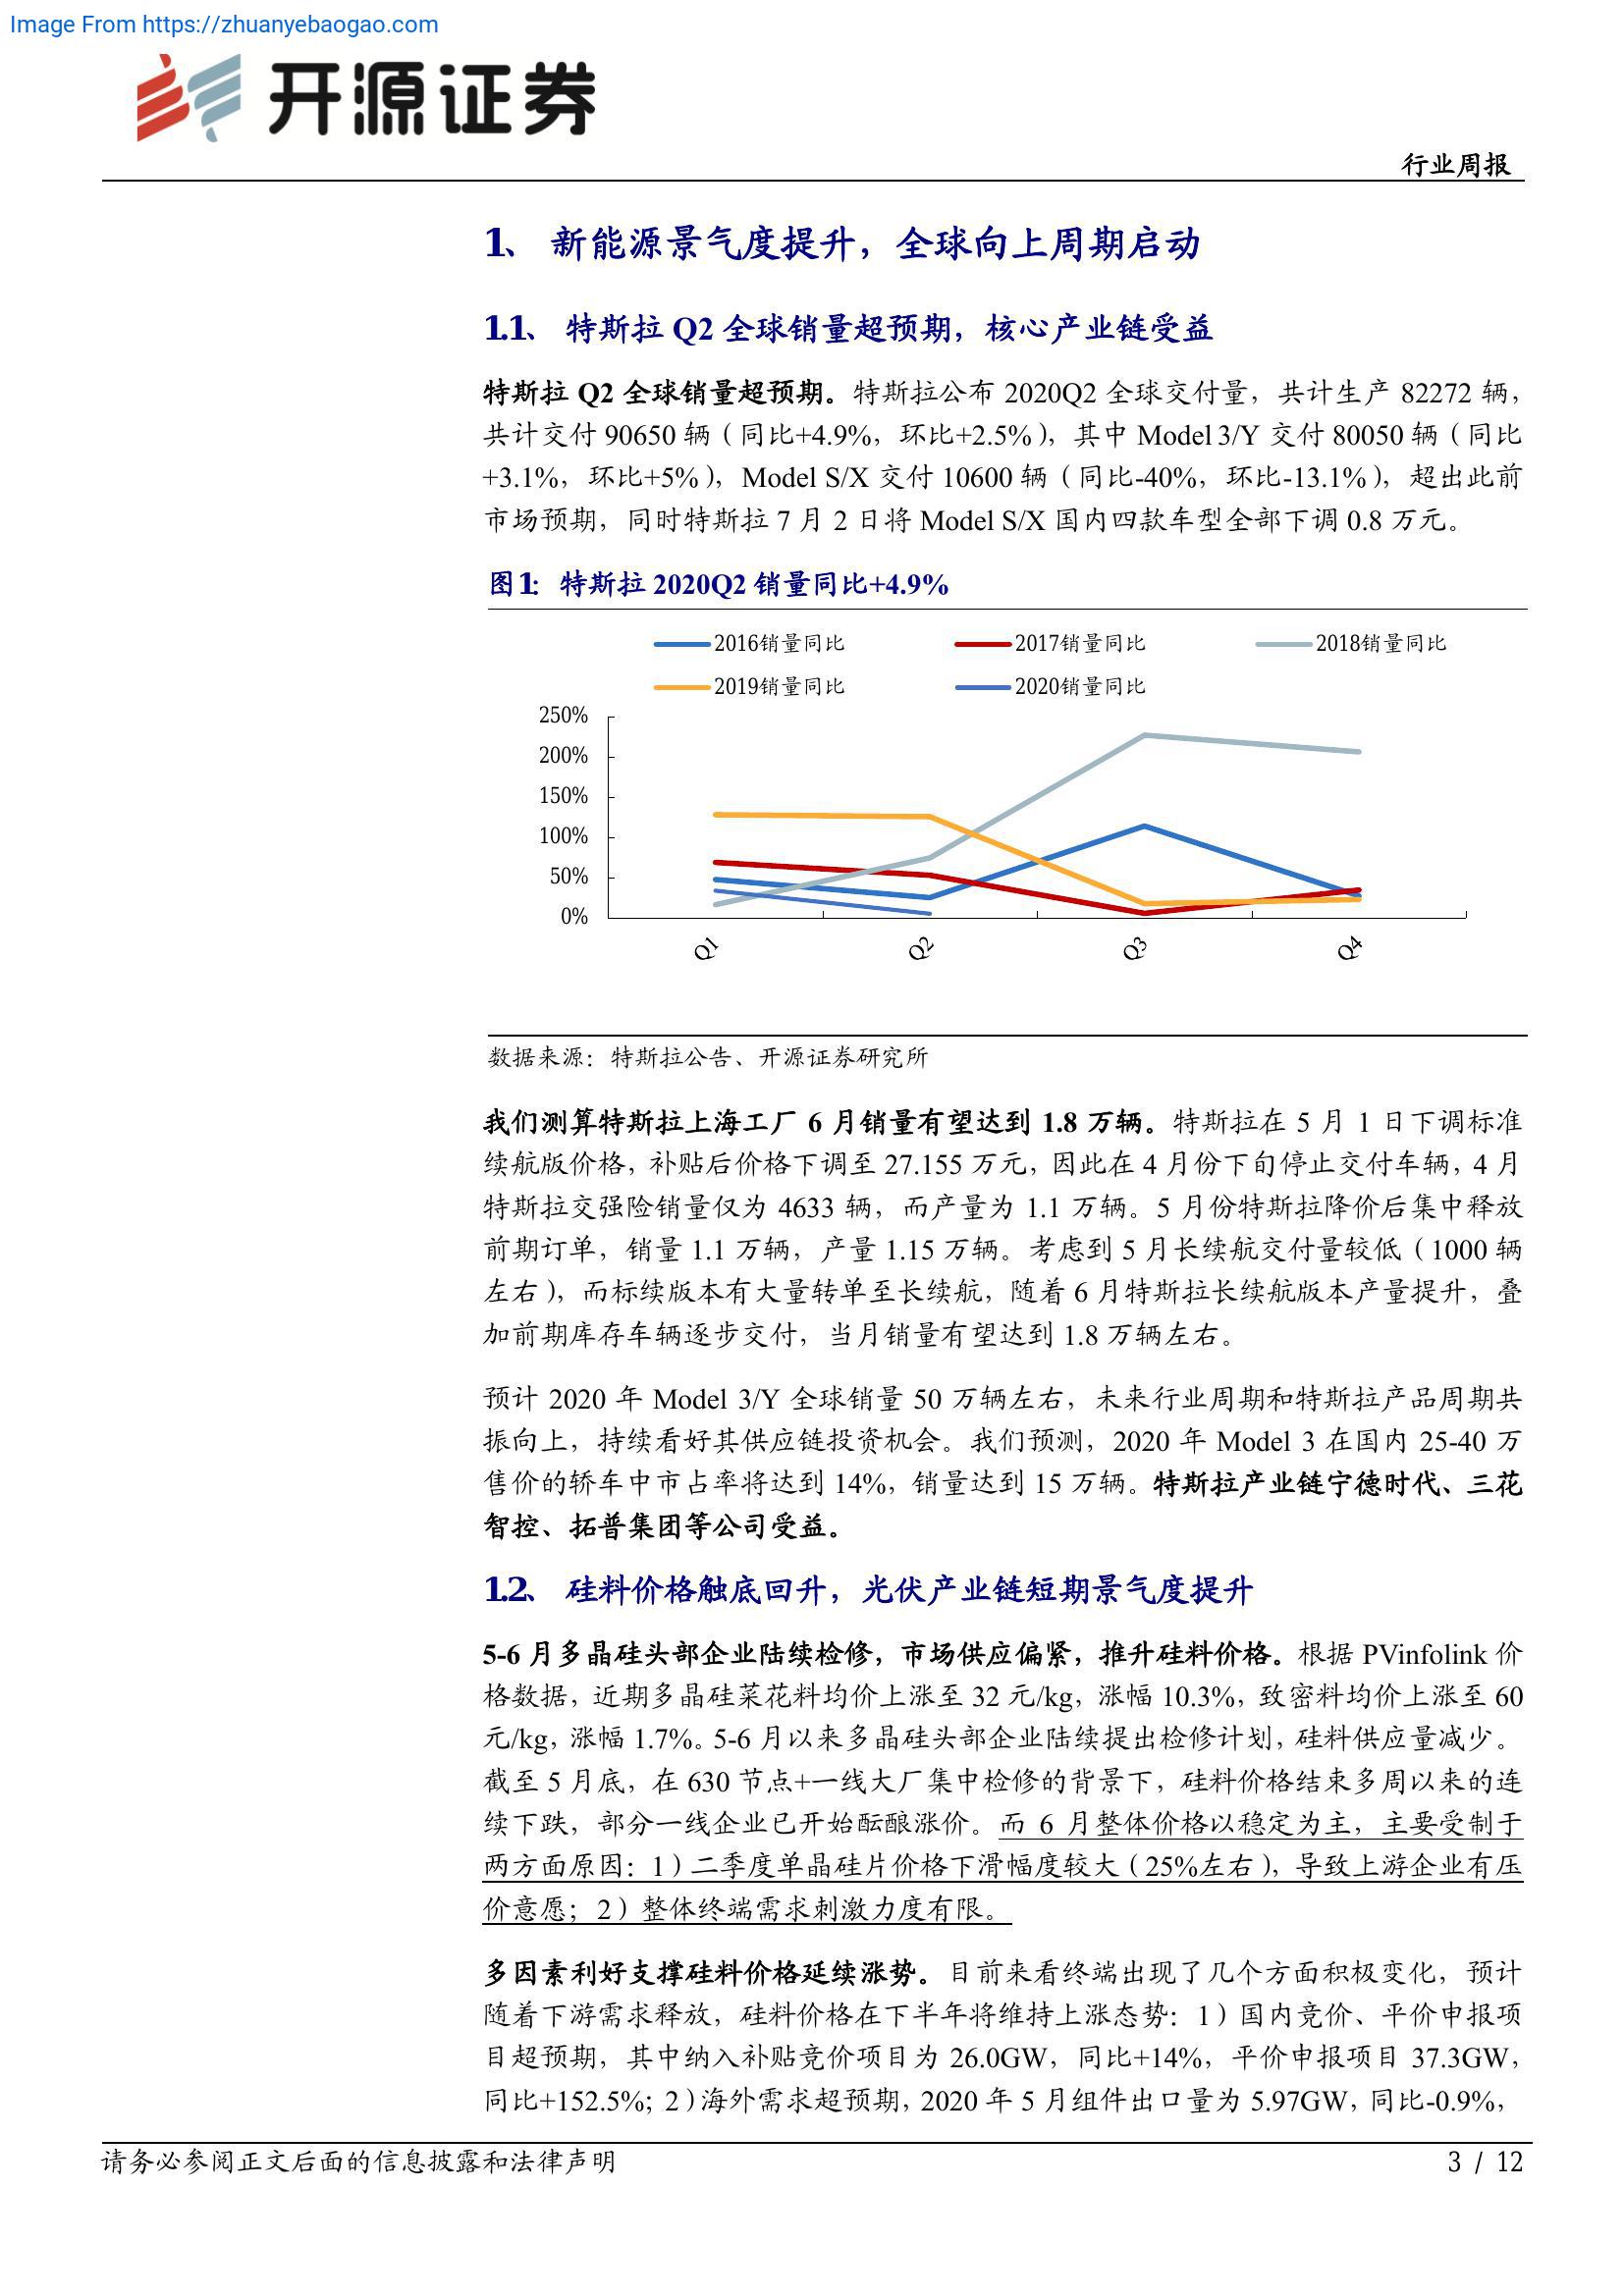 Image From https://zhuanyebaogao.com
开源证券
行业周报
1、 新能源景气度提升，全球向上周期启动
1.1、 特斯拉 Q2 全球销量超预期，核心产业链受益
特斯拉 Q2 全球销量超预期。特斯拉公布 2020Q2 全球交付量，共计生产 82272 辆，
共计交付 90650 辆（同比+4.9%，环比+2.5%），其中 Model 3/Y 交付 80050 辆（同比
+3.1%，环比+5%），Model S/X 交付 10600 辆（同比-40%，环比-13.1%），超出此前
市场预期，同时特斯拉 7 月 2 日将 Model S/X 国内四款车型全部下调 0.8 万元。
图1： 特斯拉 2020Q2 销量同比+4.9%
2016销量同比 2017销量同比 2018销量同比
2019销量同比 2020销量同比
250%
200%
150%
100%
50%
0%
Q1 Q2 Q3 Q4
数据来源：特斯拉公告、开源证券研究所
我们测算特斯拉上海工厂 6 月销量有望达到 1.8 万辆。特斯拉在 5 月 1 日下调标准
续航版价格，补贴后价格下调至 27.155 万元，因此在 4 月份下旬停止交付车辆，4 月
特斯拉交强险销量仅为 4633 辆，而产量为 1.1 万辆。5 月份特斯拉降价后集中释放
前期订单，销量 1.1 万辆，产量 1.15 万辆。考虑到 5 月长续航交付量较低（1000 辆
左右），而标续版本有大量转单至长续航，随着 6 月特斯拉长续航版本产量提升，叠
加前期库存车辆逐步交付，当月销量有望达到 1.8 万辆左右。
预计 2020 年 Model 3/Y 全球销量 50 万辆左右，未来行业周期和特斯拉产品周期共
振向上，持续看好其供应链投资机会。我们预测，2020 年 Model 3 在国内 25-40 万
售价的轿车中市占率将达到 14%，销量达到 15 万辆。特斯拉产业链宁德时代、三花
智控、拓普集团等公司受益。
1.2、 硅料价格触底回升，光伏产业链短期景气度提升
5-6 月多晶硅头部企业陆续检修，市场供应偏紧，推升硅料价格。根据 PVinfolink 价
格数据，近期多晶硅菜花料均价上涨至 32 元/kg，涨幅 10.3%，致密料均价上涨至 60
元/kg，涨幅 1.7%。5-6 月以来多晶硅头部企业陆续提出检修计划，硅料供应量减少。
截至 5 月底，在 630 节点+一线大厂集中检修的背景下，硅料价格结束多周以来的连
续下跌，部分一线企业已开始酝酿涨价。而 6 月整体价格以稳定为主，主要受制于
两方面原因：1）二季度单晶硅片价格下滑幅度较大（25%左右），导致上游企业有压
价意愿；2）整体终端需求刺激力度有限。
多因素利好支撑硅料价格延续涨势。目前来看终端出现了几个方面积极变化，预计
随着下游需求释放，硅料价格在下半年将维持上涨态势：1）国内竞价、平价申报项
目超预期，其中纳入补贴竞价项目为 26.0GW，同比+14%，平价申报项目 37.3GW，
同比+152.5%；2）海外需求超预期，2020 年 5 月组件出口量为 5.97GW，同比-0.9%，
请务必参阅正文后面的信息披露和法律声明
3 / 12